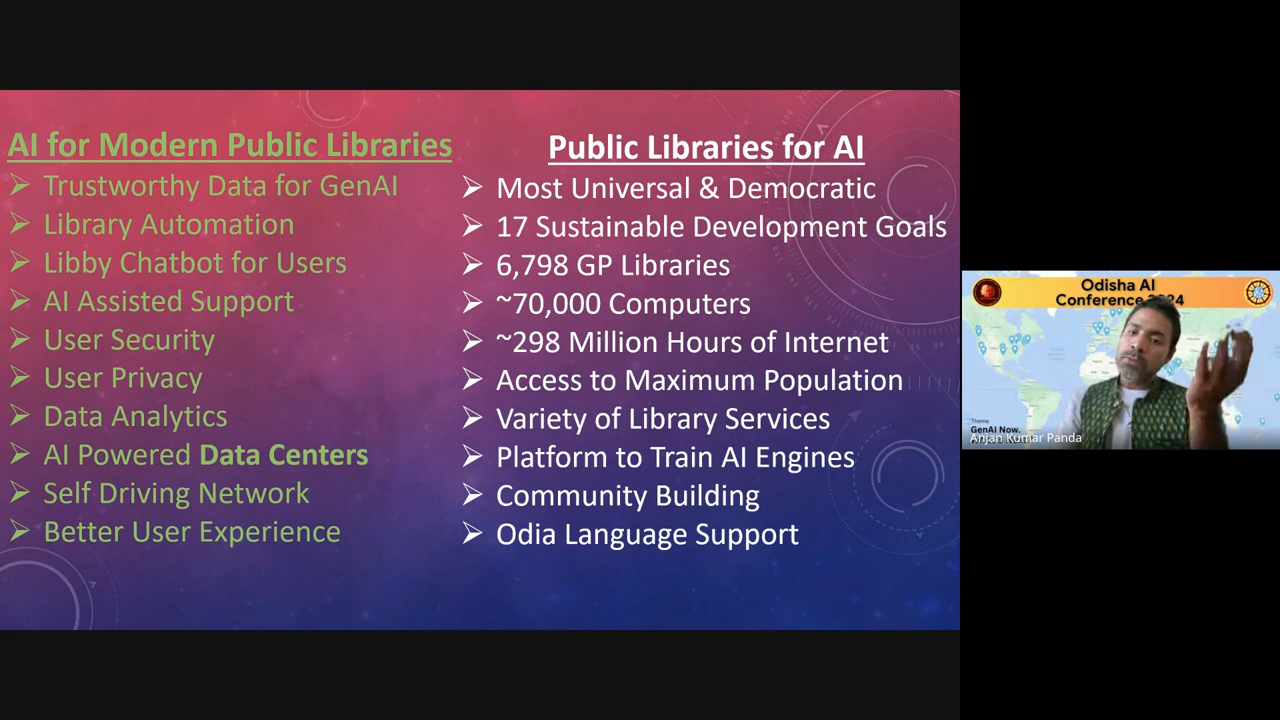 AI for Modern Public Libraries
Trustworthy Data for GenAI
Library Automation
Libby Chatbot for Users
AI Assisted Support
User Security
User Privacy
Data Analytics
AI Powered Data Centers
Self Driving Network
Better User Experience
Public Libraries for AI
Most Universal & Democratic
17 Sustainable Development Goals
6,798 GP Libraries
~70,000 Computers
~298 Million Hours of Internet
Access to Maximum Population
Variety of Library Services
Platform to Train AI Engines
Community Building
Odia Language Support
Odisha AI
Conference 2024
Theme
GenAI Now.
Anjan Kumar Panda